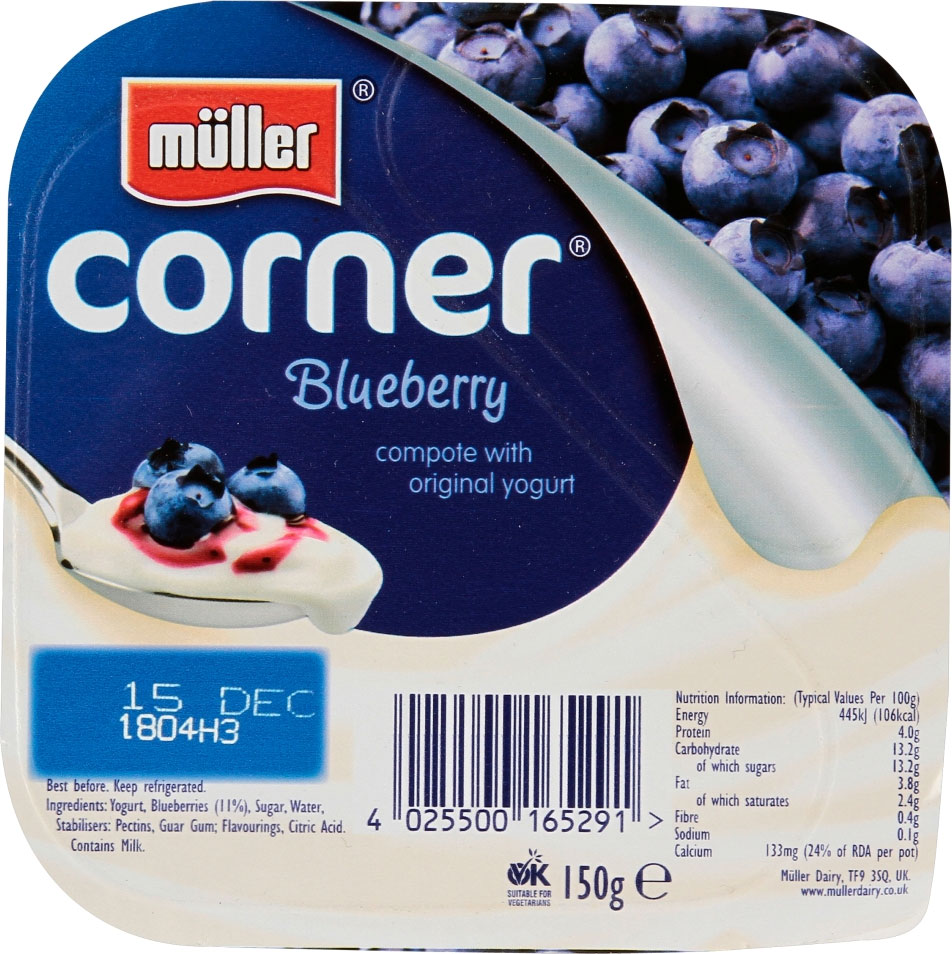 müller ®
corner ®
Blueberry
compote with
original yogurt
15 DEC
1804H3
Best before. Keep refrigerated.
Ingredients: Yogurt, Blueberries (11%), Sugar, Water,
Stabilisers: Pectins, Guar Gum; Flavourings, Citric Acid.
Contains Milk.
4 025500 165291 >
VK
SUITABLE FOR
VEGETARIANS
150g ℮
Nutrition Information: (Typical Values Per 100g)
Energy 445kJ (106kcal)
Protein 4.0g
Carbohydrate 13.2g
of which sugars 13.2g
Fat 3.8g
of which saturates 2.4g
Fibre 0.4g
Sodium 0.1g
Calcium 133mg (24% of RDA per pot)
Müller Dairy, TF9 3SQ, UK.
www.mullerdairy.co.uk